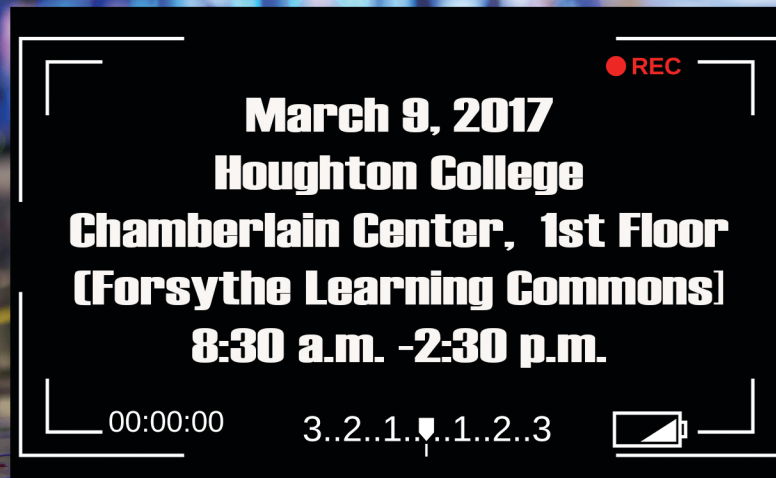 REC
March 9, 2017
Houghton College
Chamberlain Center, 1st Floor
(Forsythe Learning Commons]
8:30 a.m. -2:30 p.m.
00:00:00
3..2..1....1..2..3